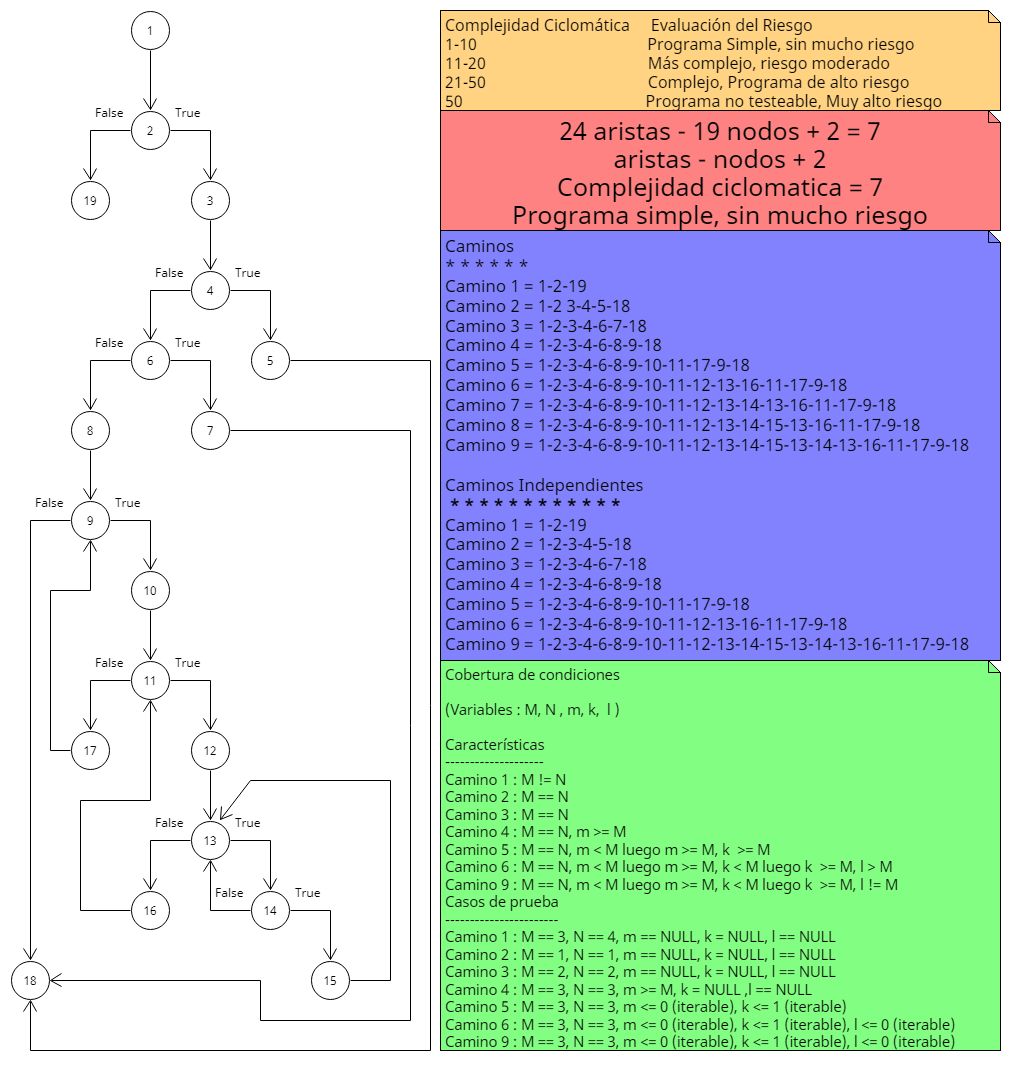 1
False True
2
19
3
False True
4
False True
6
5
8
7
False True
9
10
False True
11
17
12
False True
13
False True
16
14
18
15
Complejidad Ciclomática Evaluación del Riesgo
1-10 Programa Simple, sin mucho riesgo
11-20 Más complejo, riesgo moderado
21-50 Complejo, Programa de alto riesgo
50 Programa no testeable, Muy alto riesgo
24 aristas - 19 nodos + 2 = 7
aristas - nodos + 2
Complejidad ciclomatica = 7
Programa simple, sin mucho riesgo
Caminos
* * * * * *
Camino 1 = 1-2-19
Camino 2 = 1-2 3-4-5-18
Camino 3 = 1-2-3-4-6-7-18
Camino 4 = 1-2-3-4-6-8-9-18
Camino 5 = 1-2-3-4-6-8-9-10-11-17-9-18
Camino 6 = 1-2-3-4-6-8-9-10-11-12-13-16-11-17-9-18
Camino 7 = 1-2-3-4-6-8-9-10-11-12-13-14-13-16-11-17-9-18
Camino 8 = 1-2-3-4-6-8-9-10-11-12-13-14-15-13-16-11-17-9-18
Camino 9 = 1-2-3-4-6-8-9-10-11-12-13-14-15-13-14-13-16-11-17-9-18
Caminos Independientes
* * * * * * * * * * * *
Camino 1 = 1-2-19
Camino 2 = 1-2-3-4-5-18
Camino 3 = 1-2-3-4-6-7-18
Camino 4 = 1-2-3-4-6-8-9-18
Camino 5 = 1-2-3-4-6-8-9-10-11-17-9-18
Camino 6 = 1-2-3-4-6-8-9-10-11-12-13-16-11-17-9-18
Camino 9 = 1-2-3-4-6-8-9-10-11-12-13-14-15-13-14-13-16-11-17-9-18
Cobertura de condiciones
(Variables : M, N , m, k, l )
Características
--------------------
Camino 1 : M != N
Camino 2 : M == N
Camino 3 : M == N
Camino 4 : M == N, m >= M
Camino 5 : M == N, m < M luego m >= M, k >= M
Camino 6 : M == N, m < M luego m >= M, k < M luego k >= M, l > M
Camino 9 : M == N, m < M luego m >= M, k < M luego k >= M, l != M
Casos de prueba
-----------------------
Camino 1 : M == 3, N == 4, m == NULL, k = NULL, l == NULL
Camino 2 : M == 1, N == 1, m == NULL, k = NULL, l == NULL
Camino 3 : M == 2, N == 2, m == NULL, k = NULL, l == NULL
Camino 4 : M == 3, N == 3, m >= M, k = NULL ,l == NULL
Camino 5 : M == 3, N == 3, m <= 0 (iterable), k <= 1 (iterable)
Camino 6 : M == 3, N == 3, m <= 0 (iterable), k <= 1 (iterable), l <= 0 (iterable)
Camino 9 : M == 3, N == 3, m <= 0 (iterable), k <= 1 (iterable), l <= 0 (iterable)